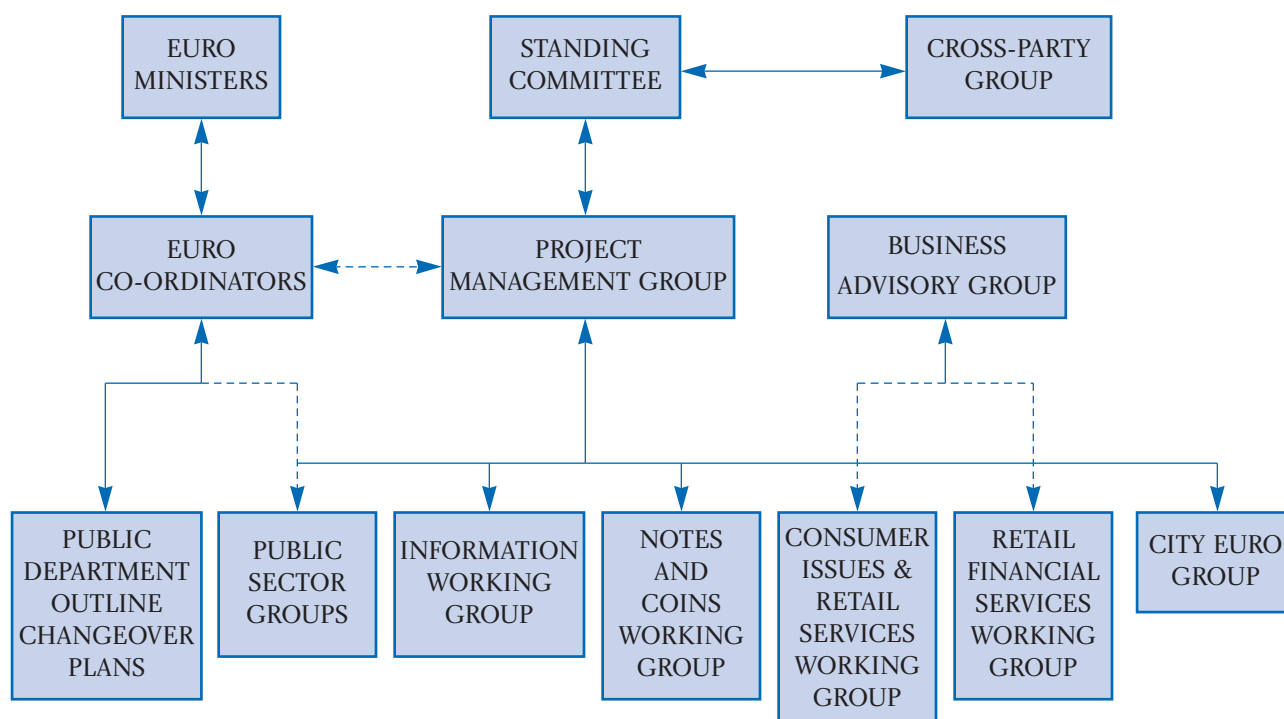 EURO
MINISTERS
STANDING
COMMITTEE
CROSS-PARTY
GROUP
EURO
CO-ORDINATORS
PROJECT
MANAGEMENT GROUP
BUSINESS
ADVISORY GROUP
PUBLIC
DEPARTMENT
OUTLINE
CHANGEOVER
PLANS
PUBLIC
SECTOR
GROUPS
INFORMATION
WORKING
GROUP
NOTES
AND
COINS
WORKING
GROUP
CONSUMER
ISSUES &
RETAIL
SERVICES
WORKING
GROUP
RETAIL
FINANCIAL
SERVICES
WORKING
GROUP
CITY EURO
GROUP